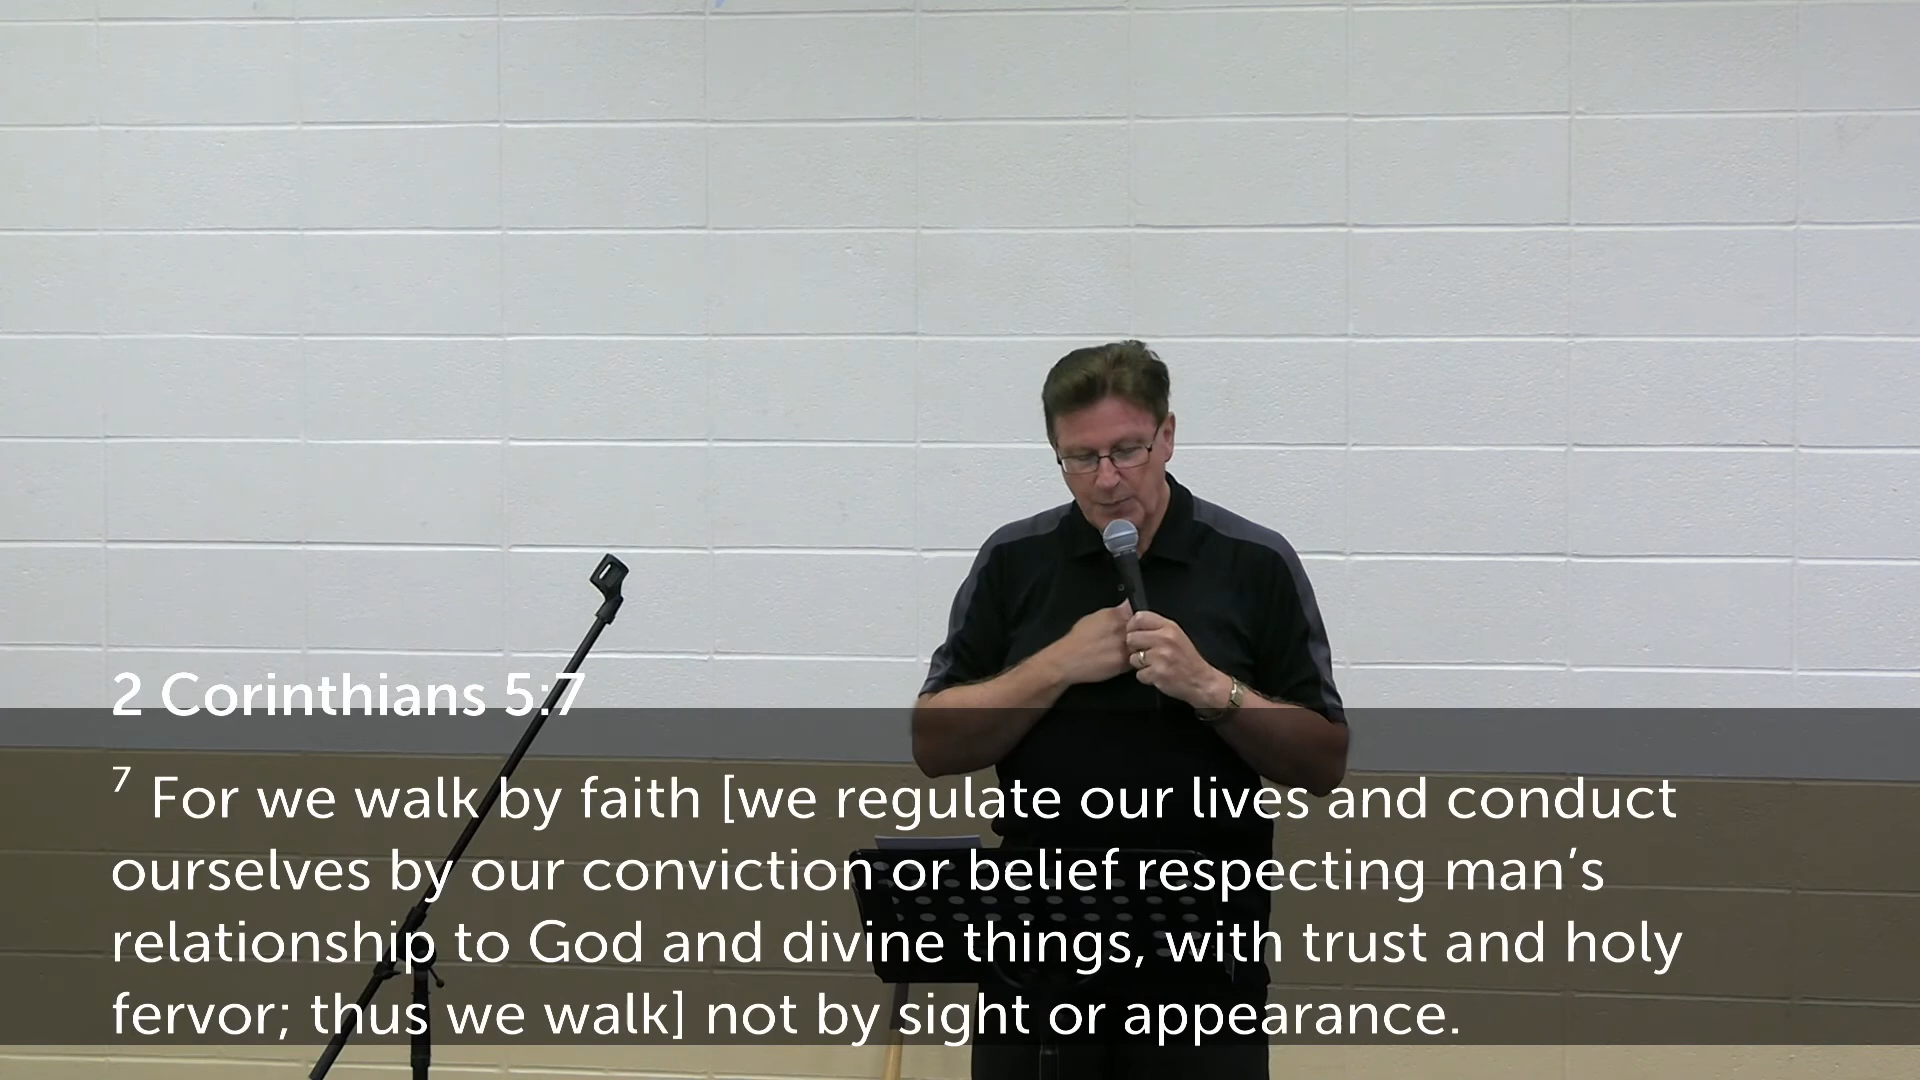 2 Corinthians 5:7
7 For we walk by faith [we regulate our lives and conduct
ourselves by our conviction or belief respecting man’s
relationship to God and divine things, with trust and holy
fervor; thus we walk] not by sight or appearance.